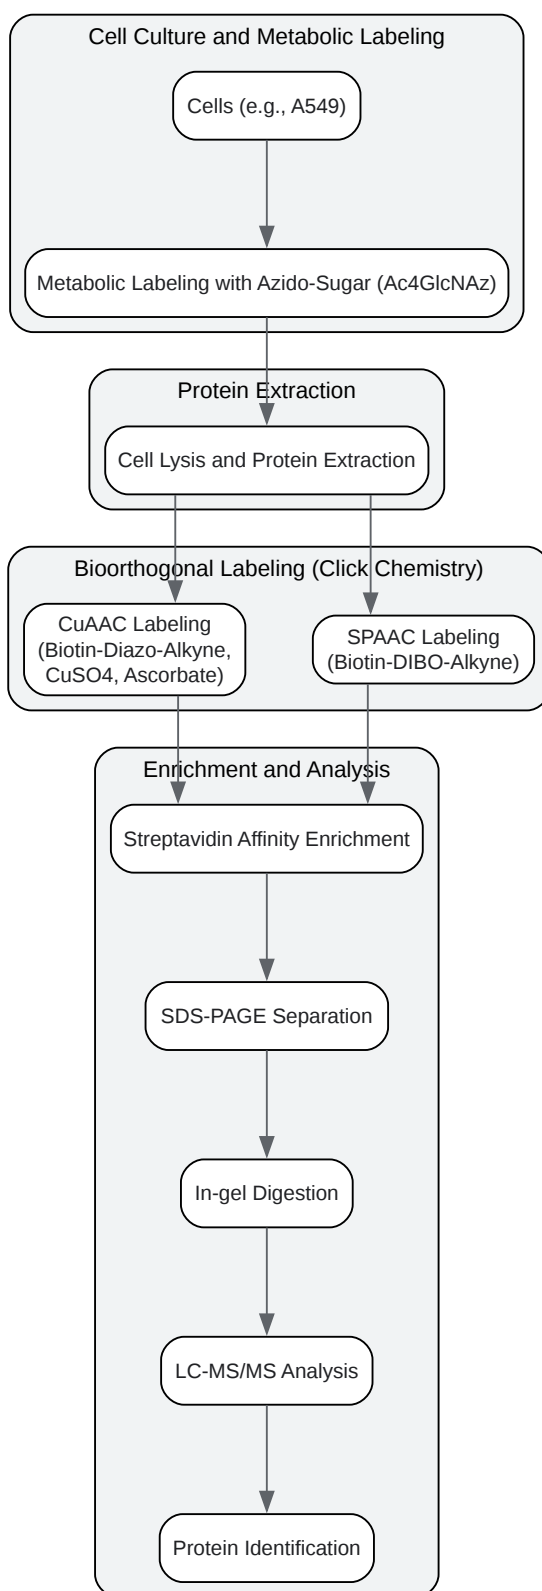 Cell Culture and Metabolic Labeling
Cells (e.g., A549)
Metabolic Labeling with Azido-Sugar (Ac4GlcNAz)
Protein Extraction
Cell Lysis and Protein Extraction
Bioorthogonal Labeling (Click Chemistry)
CuAAC Labeling
(Biotin-Diazo-Alkyne,
CuSO4, Ascorbate)
SPAAC Labeling
(Biotin-DIBO-Alkyne)
Enrichment and Analysis
Streptavidin Affinity Enrichment
SDS-PAGE Separation
In-gel Digestion
LC-MS/MS Analysis
Protein Identification